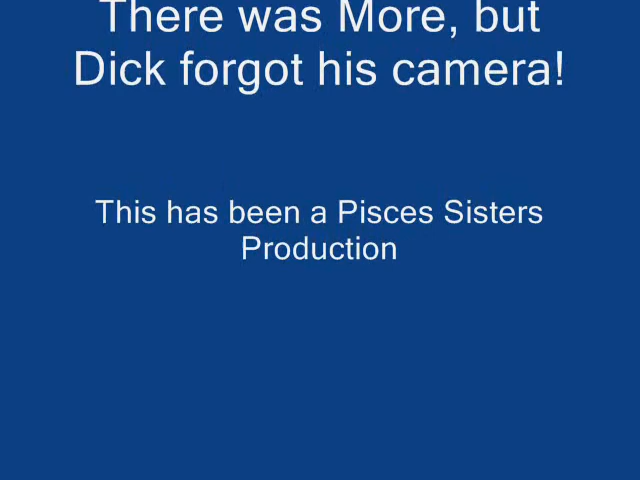 There was More, but
Dick forgot his camera!
This has been a Pisces Sisters
Production